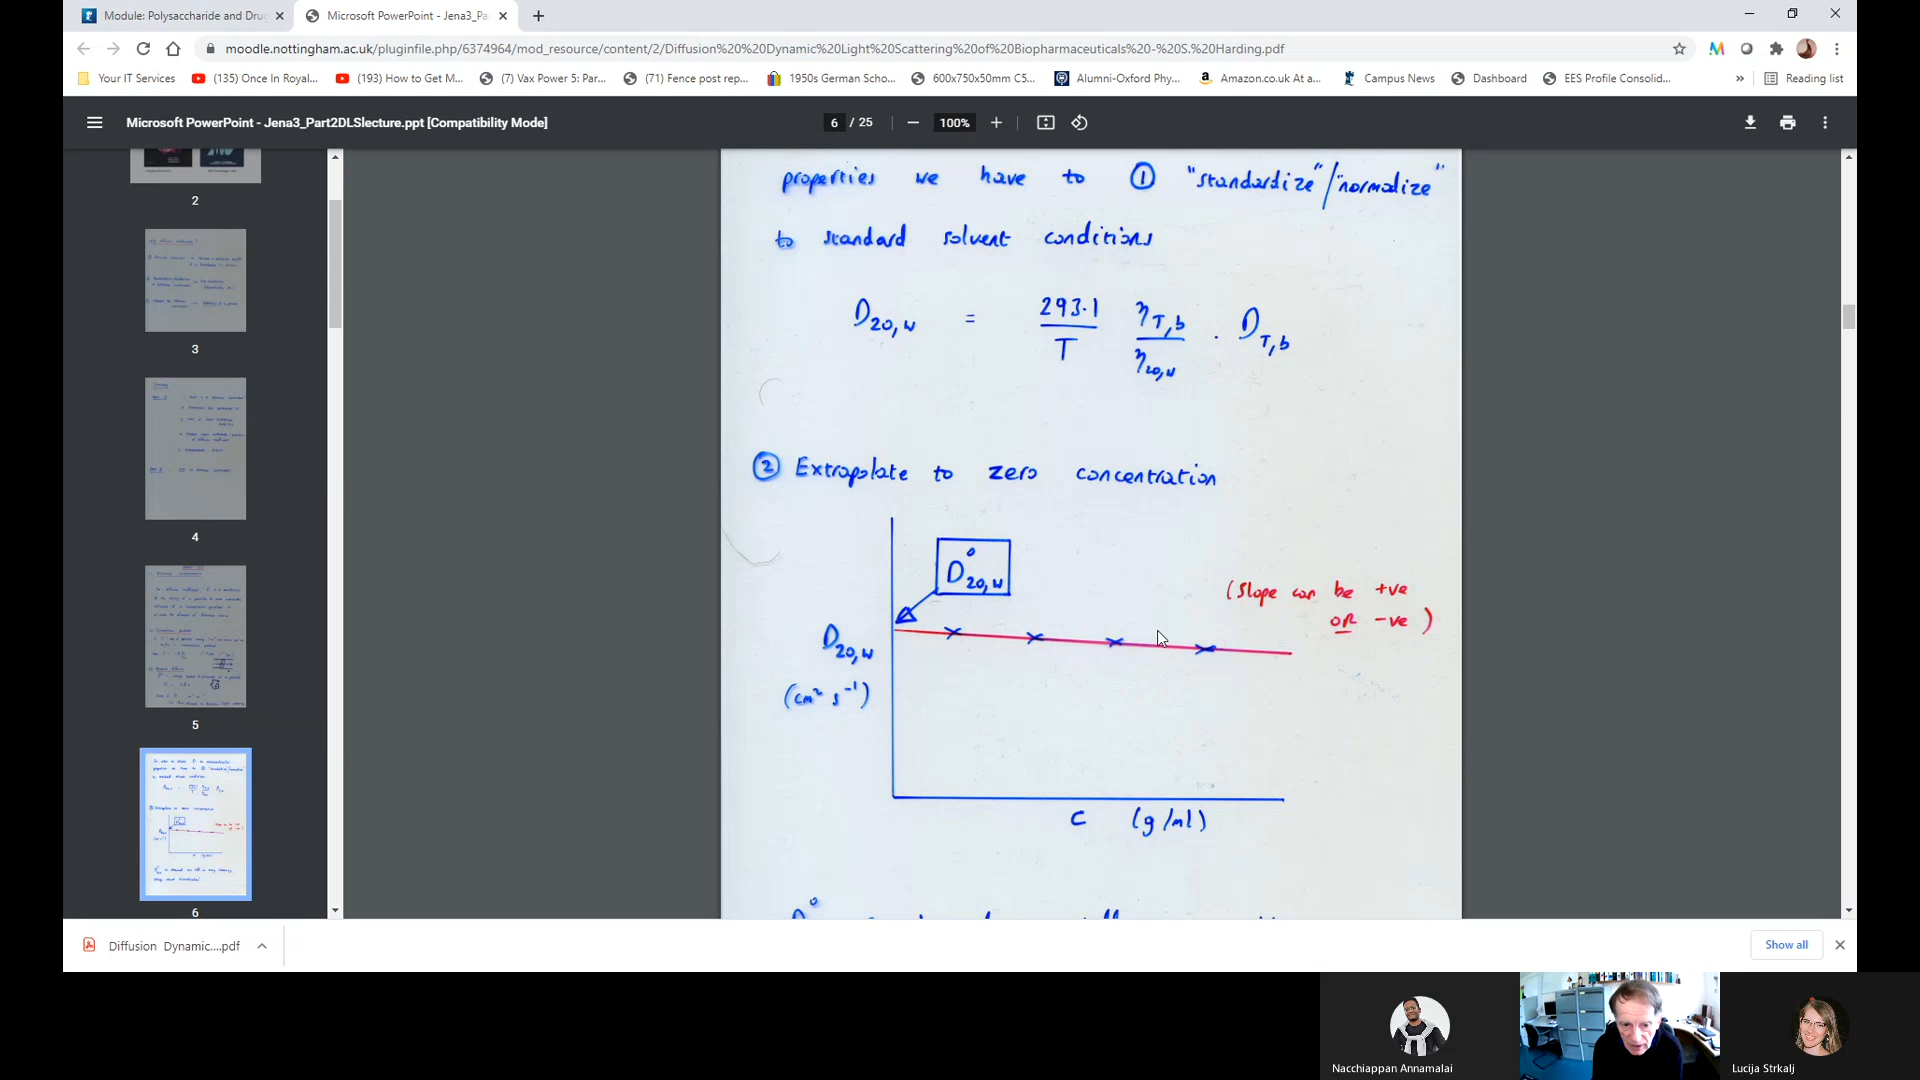 Module: Polysaccharide and Dru
Microsoft PowerPoint - Jena3_Pa
moodle.nottingham.ac.uk/pluginfile.php/6374964/mod_resource/content/2/Diffusion%20%20Dynamic%20Light%20Scattering%20of%20Biopharmaceuticals%20-%20S.%20Harding.pdf
Your IT Services
(135) Once In Royal...
(193) How to Get M...
(7) Vax Power 5: Par...
(71) Fence post rep...
1950s German Scho...
600x750x50mm C5...
Alumni-Oxford Phy...
Amazon.co.uk At a...
Campus News
Dashboard
EES Profile Consolid...
»
Reading list
Microsoft PowerPoint - Jena3_Part2DLSlecture.ppt [Compatibility Mode]
6 / 25
100%
2
3
4
5
6
properties we have to ① "standardize"/"normalize"
to standard solvent conditions
D20,w = 293.1/T ηT,b/η20,w . DT,b
② Extrapolate to zero concentration
D°20,w
(slope can be +ve
OR -ve)
D20,w
(cm² s⁻¹)
c (g/ml)
Diffusion Dynamic....pdf
Show all
Nacchiappan Annamalai
Lucija Strkalj